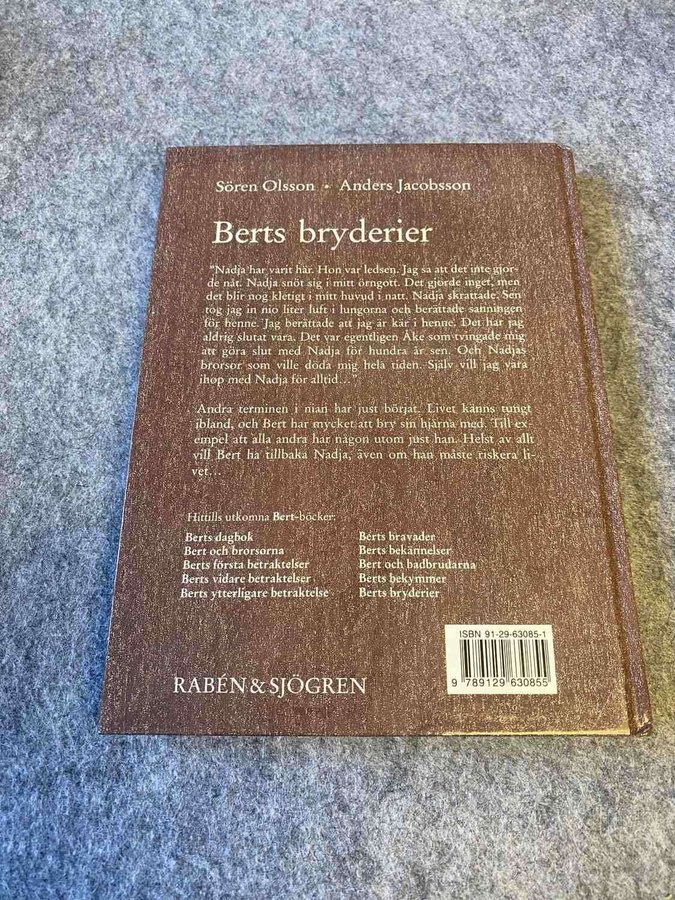 Sören Olsson • Anders Jacobsson
Berts bryderier
"Nadja har varit här. Hon var ledsen. Jag sa att det inte gjor-
de nåt. Nadja snöt sig i mitt örngott. Det gjorde inget, men
det blir nog kletigt i mitt huvud i natt. Nadja skrattade. Sen
tog jag in nio liter luft i lungorna och berättade sanningen
för henne. Jag berättade att jag är kär i henne. Det har jag
aldrig slutat vara. Det var egentligen Åke som tvingade mig
att göra slut med Nadja för hundra år sen. Och Nadjas
brorsor som ville döda mig hela tiden. Själv vill jag vara
ihop med Nadja för alltid..."
Andra terminen i nian har just börjat. Livet känns tungt
ibland, och Bert har mycket att bry sin hjärna med. Till ex-
empel att alla andra har någon utom just han. Helst av allt
vill Bert ha tillbaka Nadja, även om han måste riskera li-
vet...
Hittills utkomna Bert-böcker:
Berts dagbok
Bert och brorsorna
Berts första betraktelser
Berts vidare betraktelser
Berts ytterligare betraktelse
Berts bravader
Berts bekännelser
Bert och badbrudarna
Berts bekymmer
Berts bryderier
ISBN 91-29-63085-1
9 789129 630855
RABÉN & SJÖGREN